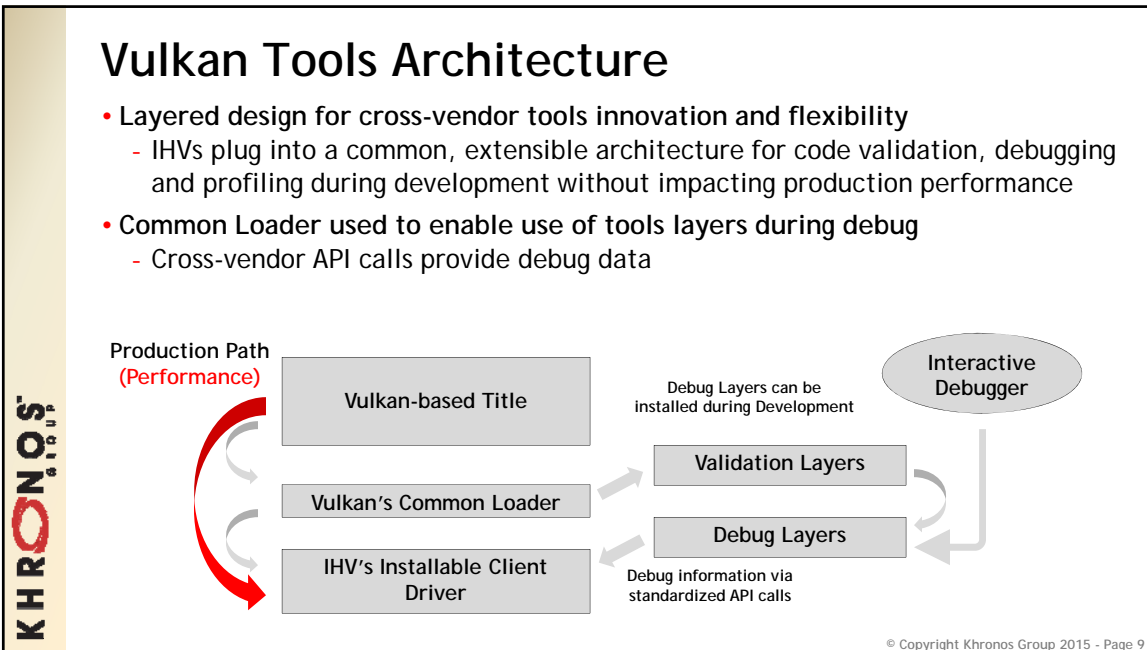 Vulkan Tools Architecture
• Layered design for cross-vendor tools innovation and flexibility
- IHVs plug into a common, extensible architecture for code validation, debugging
and profiling during development without impacting production performance
• Common Loader used to enable use of tools layers during debug
- Cross-vendor API calls provide debug data
Production Path
(Performance)
Vulkan-based Title
Vulkan's Common Loader
IHV's Installable Client
Driver
Debug Layers can be
installed during Development
Validation Layers
Debug Layers
Debug information via
standardized API calls
Interactive
Debugger
KHRONOS™
GROUP
© Copyright Khronos Group 2015 - Page 9